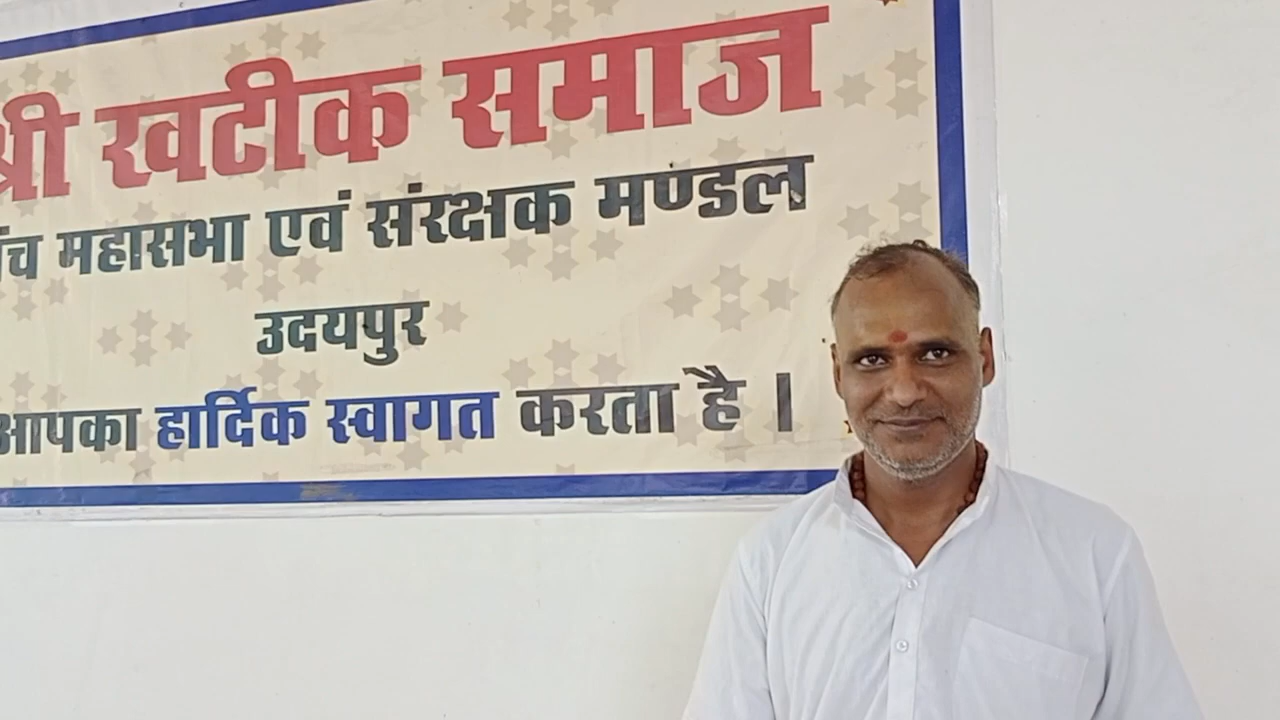 श्री खटीक समाज
पंच महासभा एवं संरक्षक मण्डल
उदयपुर
आपका हार्दिक स्वागत करता है ।